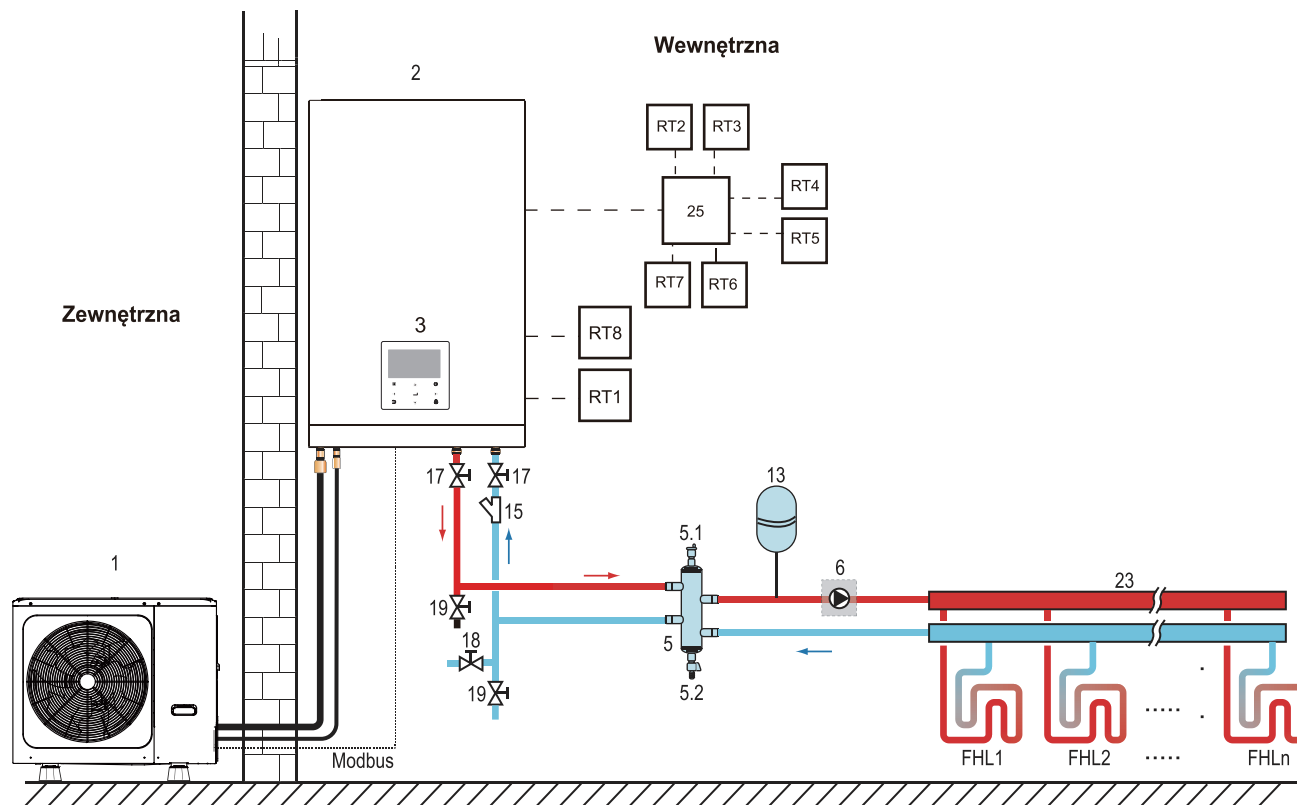 Wewnętrzna
2
RT2
RT3
RT4
25
RT5
RT7
RT6
Zewnętrzna
3
RT8
RT1
17
17
13
15
5.1
1
6
23
19
18
5
19
5.2
Modbus
FHL1
FHL2
.....
.....
FHLn